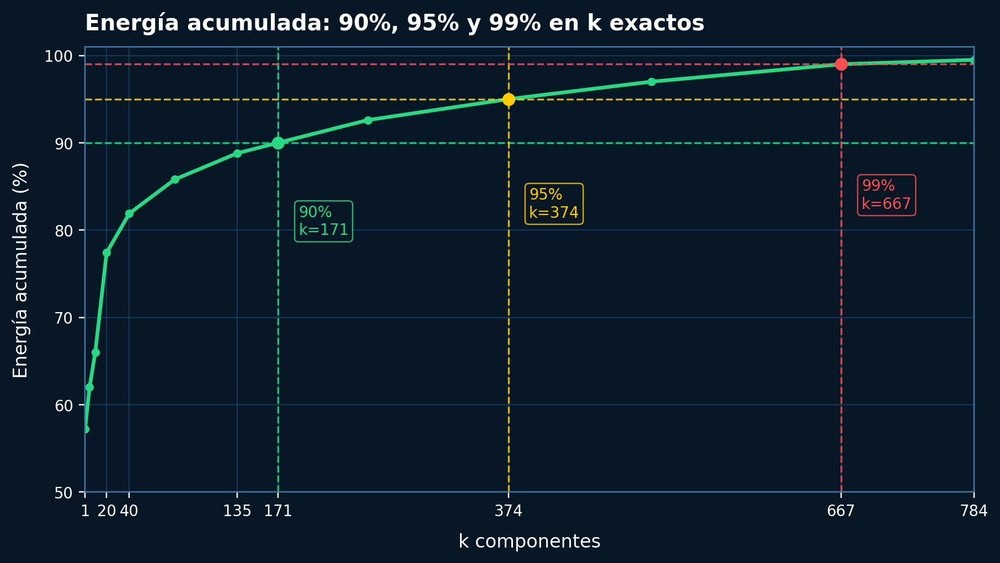 Energía acumulada: 90%, 95% y 99% en k exactos
Energía acumulada (%)
100
90
80
70
60
50
90%
k=171
95%
k=374
99%
k=667
1 20 40 135 171 374 667 784
k componentes